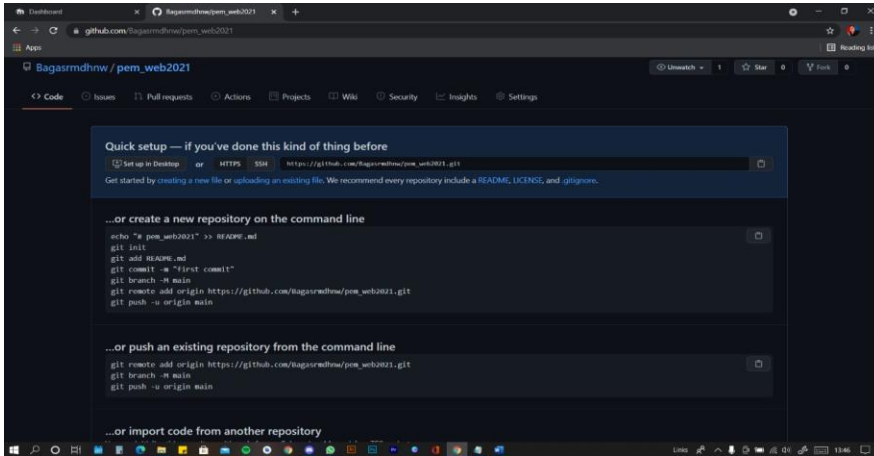 Dashboard
Bagasrmdhnw/pem_web2021
github.com/Bagasrmdhnw/pem_web2021
Apps
Reading list
Bagasrmdhnw / pem_web2021
Unwatch 1 Star 0 Fork 0
Code Issues Pull requests Actions Projects Wiki Security Insights Settings
Quick setup — if you've done this kind of thing before
Set up in Desktop or HTTPS SSH https://github.com/Bagasrmdhnw/pem_web2021.git
Get started by creating a new file or uploading an existing file. We recommend every repository include a README, LICENSE, and .gitignore.
...or create a new repository on the command line
echo "# pem_web2021" >> README.md
git init
git add README.md
git commit -m "first commit"
git branch -M main
git remote add origin https://github.com/Bagasrmdhnw/pem_web2021.git
git push -u origin main
...or push an existing repository from the command line
git remote add origin https://github.com/Bagasrmdhnw/pem_web2021.git
git branch -M main
git push -u origin main
...or import code from another repository
Links 13:46